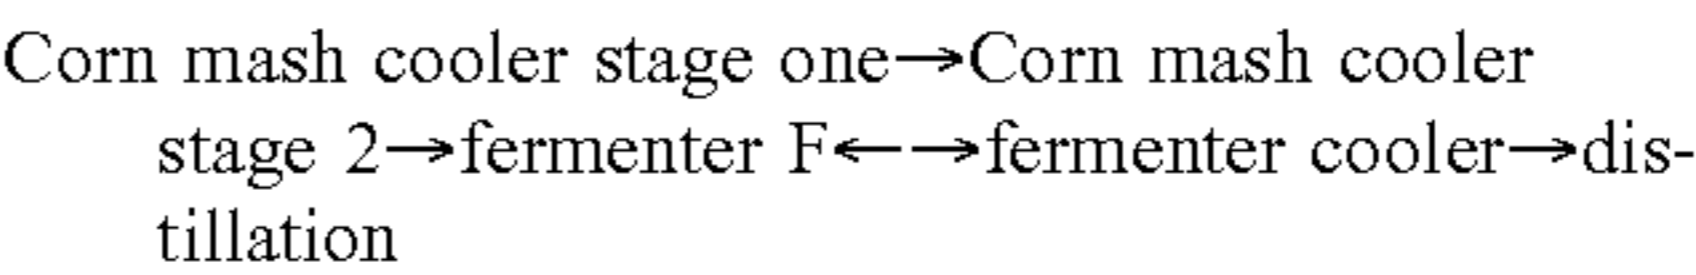 Corn mash cooler stage one→Corn mash cooler
stage 2→fermenter F←→fermenter cooler→dis-
tillation